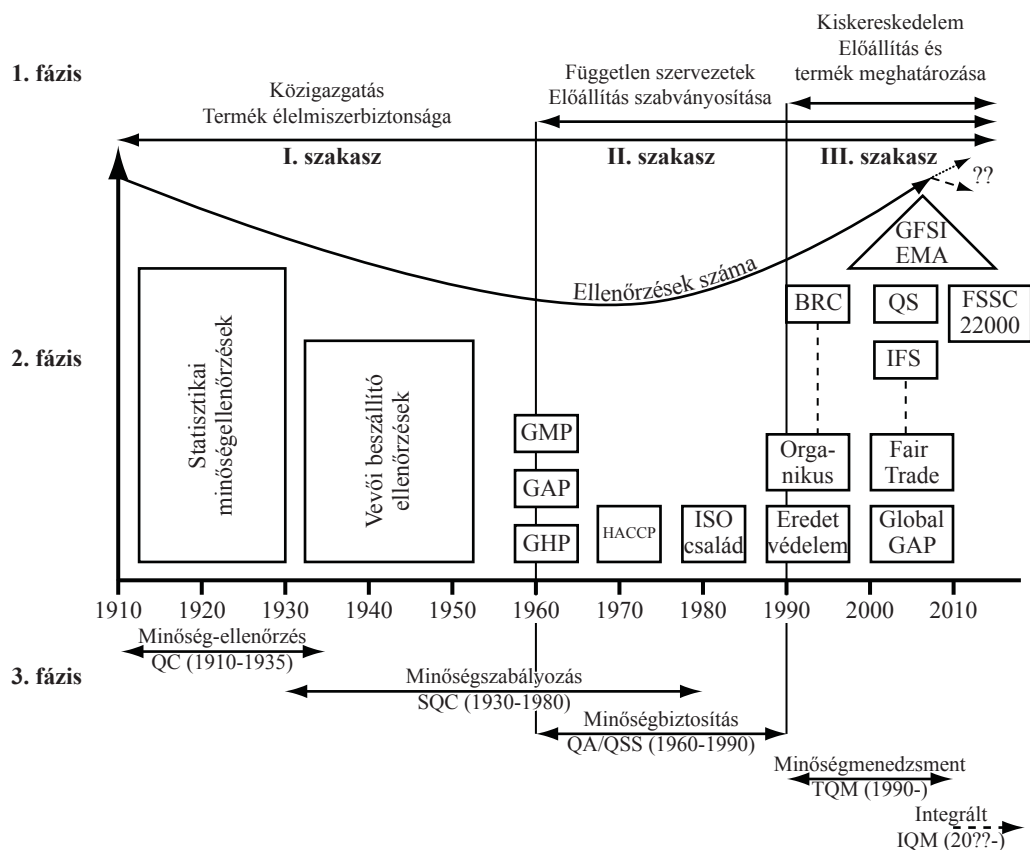 1. fázis
Kiskereskedelem
Előállítás és
termék meghatározása
Független szervezetek
Előállítás szabványosítása
Közigazgatás
Termék élelmiszerbiztonsága
I. szakasz
II. szakasz
III. szakasz
??
Ellenőrzések száma
GFSI
EMA
2. fázis
Statisztikai
minőségellenőrzések
Vevői beszállító
ellenőrzések
BRC
QS
FSSC
22000
IFS
GMP
GAP
GHP
HACCP
ISO
család
Orga-
nikus
Eredet
védelem
Fair
Trade
Global
GAP
1910
1920
1930
1940
1950
1960
1970
1980
1990
2000
2010
3. fázis
Minőség-ellenőrzés
QC (1910-1935)
Minőségszabályozás
SQC (1930-1980)
Minőségbiztosítás
QA/QSS (1960-1990)
Minőségmenedzsment
TQM (1990-)
Integrált
IQM (20??-)